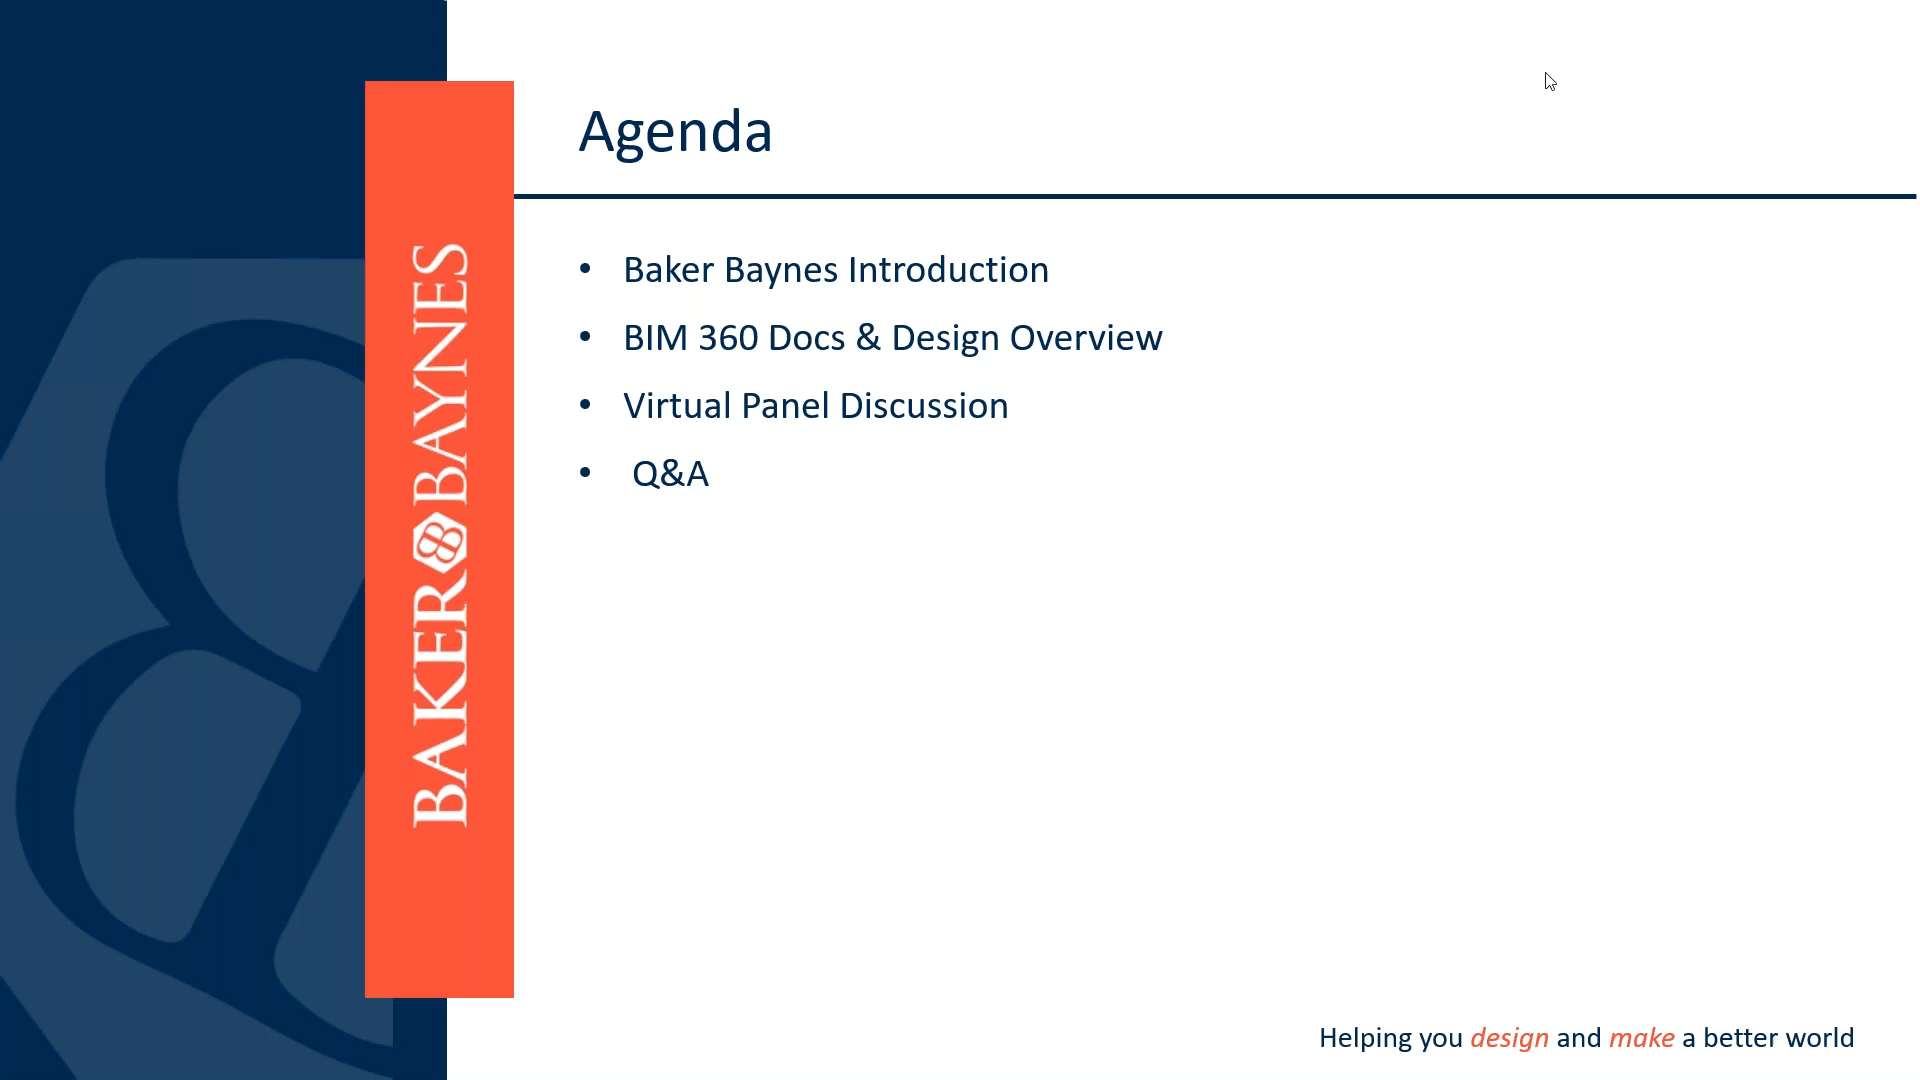 Agenda
• Baker Baynes Introduction
• BIM 360 Docs & Design Overview
• Virtual Panel Discussion
• Q&A
BAKER BAYNES
Helping you design and make a better world